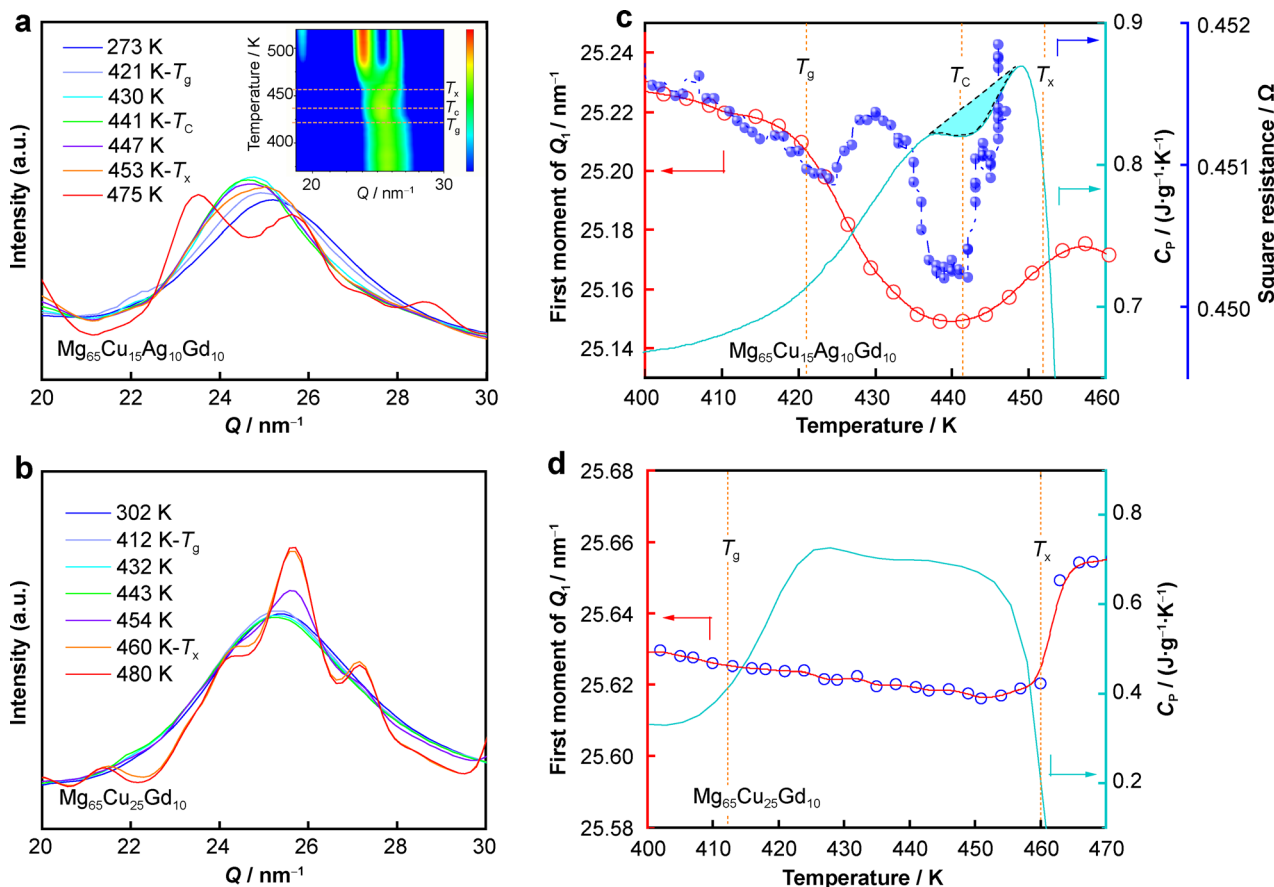 a
273 K
421 K-Tg
430 K
441 K-TC
447 K
453 K-Tx
475 K
Intensity (a.u.)
Mg65Cu15Ag10Gd10
20 22 24 26 28 30
Q / nm⁻¹
Temperature / K
500
450
400
Tx
Tc
Tg
20 24 28
Q / nm⁻¹
c
First moment of Q1 / nm⁻¹
25.24
25.22
25.20
25.18
25.16
25.14
Tg
TC
Tx
Mg65Cu15Ag10Gd10
400 410 420 430 440 450 460
Temperature / K
0.9
0.8
0.7
CP / (J·g⁻¹·K⁻¹)
0.452
0.451
0.450
Square resistance / Ω
b
302 K
412 K-Tg
432 K
443 K
454 K
460 K-Tx
480 K
Intensity (a.u.)
Mg65Cu25Gd10
20 22 24 26 28 30
Q / nm⁻¹
d
First moment of Q1 / nm⁻¹
25.68
25.66
25.64
25.62
25.60
25.58
Tg
Tx
Mg65Cu25Gd10
400 410 420 430 440 450 460 470
Temperature / K
0.8
0.6
0.4
0.2
CP / (J·g⁻¹·K⁻¹)